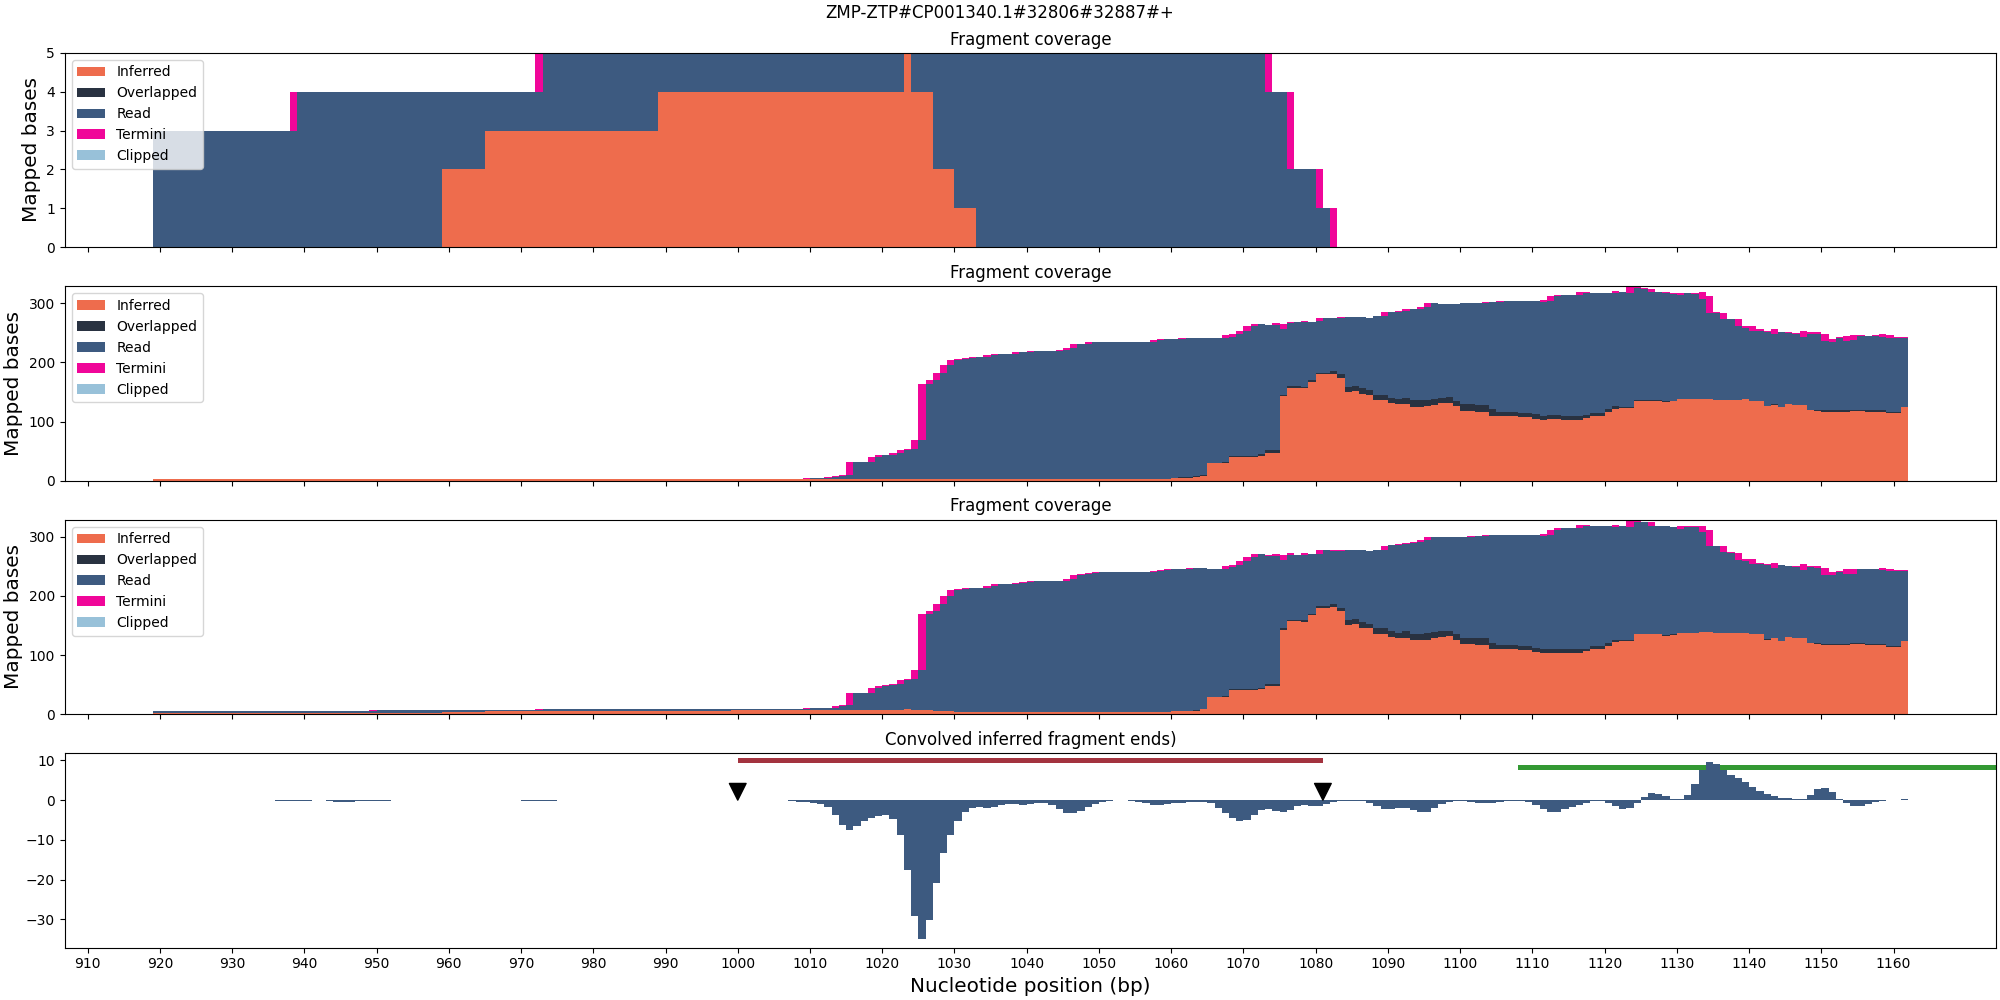 ZMP-ZTP#CP001340.1#32806#32887#+
Fragment coverage
Mapped bases
5
4
3
2
1
0
Inferred
Overlapped
Read
Termini
Clipped
Fragment coverage
Mapped bases
300
200
100
0
Inferred
Overlapped
Read
Termini
Clipped
Fragment coverage
Mapped bases
300
200
100
0
Inferred
Overlapped
Read
Termini
Clipped
Convolved inferred fragment ends)
10
0
−10
−20
−30
910 920 930 940 950 960 970 980 990 1000 1010 1020 1030 1040 1050 1060 1070 1080 1090 1100 1110 1120 1130 1140 1150 1160
Nucleotide position (bp)